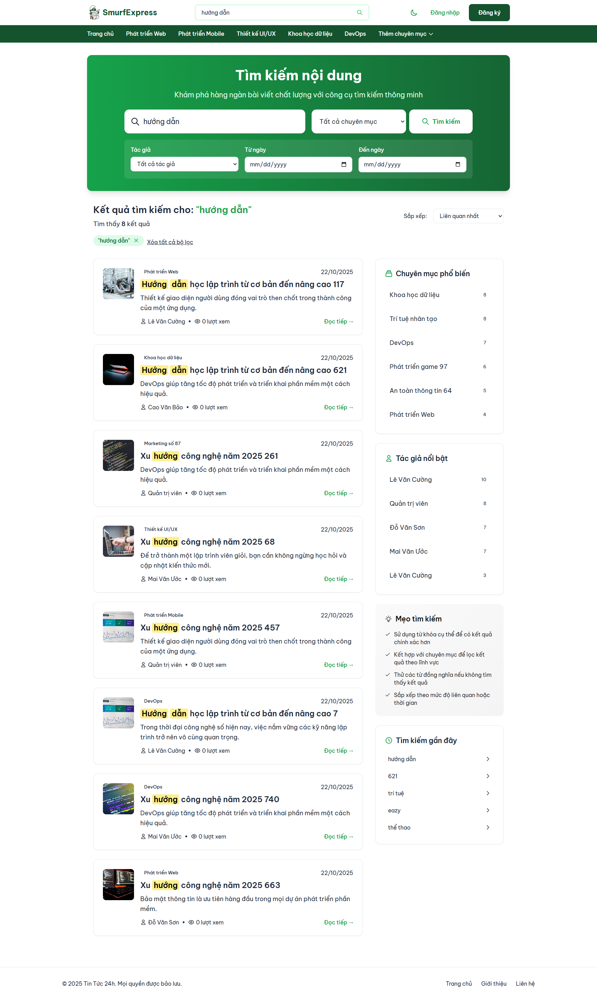 SmurfExpress
hướng dẫn
Đăng nhập
Đăng ký
Trang chủ
Phát triển Web
Phát triển Mobile
Thiết kế UI/UX
Khoa học dữ liệu
DevOps
Thêm chuyên mục
Tìm kiếm nội dung
Khám phá hàng ngàn bài viết chất lượng với công cụ tìm kiếm thông minh
hướng dẫn
Tất cả chuyên mục
Tìm kiếm
Tác giả
Từ ngày
Đến ngày
Tất cả tác giả
mm/dd/yyyy
mm/dd/yyyy
Kết quả tìm kiếm cho: "hướng dẫn"
Tìm thấy 8 kết quả
Sắp xếp:
Liên quan nhất
"hướng dẫn"
Xóa tất cả bộ lọc
Phát triển Web
22/10/2025
Hướng dẫn học lập trình từ cơ bản đến nâng cao 117
Thiết kế giao diện người dùng đóng vai trò then chốt trong thành công
của một ứng dụng.
Lê Văn Cường • 0 lượt xem
Đọc tiếp →
Khoa học dữ liệu
22/10/2025
Hướng dẫn học lập trình từ cơ bản đến nâng cao 621
DevOps giúp tăng tốc độ phát triển và triển khai phần mềm một cách
hiệu quả.
Cao Văn Bảo • 0 lượt xem
Đọc tiếp →
Marketing số 87
22/10/2025
Xu hướng công nghệ năm 2025 261
DevOps giúp tăng tốc độ phát triển và triển khai phần mềm một cách
hiệu quả.
Quản trị viên • 0 lượt xem
Đọc tiếp →
Thiết kế UI/UX
22/10/2025
Xu hướng công nghệ năm 2025 68
Để trở thành một lập trình viên giỏi, bạn cần không ngừng học hỏi và
cập nhật kiến thức mới.
Mai Văn Ước • 0 lượt xem
Đọc tiếp →
Phát triển Mobile
22/10/2025
Xu hướng công nghệ năm 2025 457
Thiết kế giao diện người dùng đóng vai trò then chốt trong thành công
của một ứng dụng.
Quản trị viên • 0 lượt xem
Đọc tiếp →
DevOps
22/10/2025
Hướng dẫn học lập trình từ cơ bản đến nâng cao 7
Trong thời đại công nghệ số hiện nay, việc nắm vững các kỹ năng lập
trình trở nên vô cùng quan trọng.
Lê Văn Cường • 0 lượt xem
Đọc tiếp →
DevOps
22/10/2025
Xu hướng công nghệ năm 2025 740
DevOps giúp tăng tốc độ phát triển và triển khai phần mềm một cách
hiệu quả.
Mai Văn Ước • 0 lượt xem
Đọc tiếp →
Phát triển Web
22/10/2025
Xu hướng công nghệ năm 2025 663
Bảo mật thông tin là ưu tiên hàng đầu trong mọi dự án phát triển phần
mềm.
Đỗ Văn Sơn • 0 lượt xem
Đọc tiếp →
Chuyên mục phổ biến
Khoa học dữ liệu 8
Trí tuệ nhân tạo 8
DevOps 7
Phát triển game 97 6
An toàn thông tin 64 5
Phát triển Web 4
Tác giả nổi bật
Lê Văn Cường 10
Quản trị viên 8
Đỗ Văn Sơn 7
Mai Văn Ước 7
Lê Văn Cường 3
Mẹo tìm kiếm
Sử dụng từ khóa cụ thể để có kết quả
chính xác hơn
Kết hợp với chuyên mục để lọc kết
quả theo lĩnh vực
Thử các từ đồng nghĩa nếu không tìm
thấy kết quả
Sắp xếp theo mức độ liên quan hoặc
thời gian
Tìm kiếm gần đây
hướng dẫn
621
trí tuệ
eazy
thể thao
© 2025 Tin Tức 24h. Mọi quyền được bảo lưu.
Trang chủ
Giới thiệu
Liên hệ